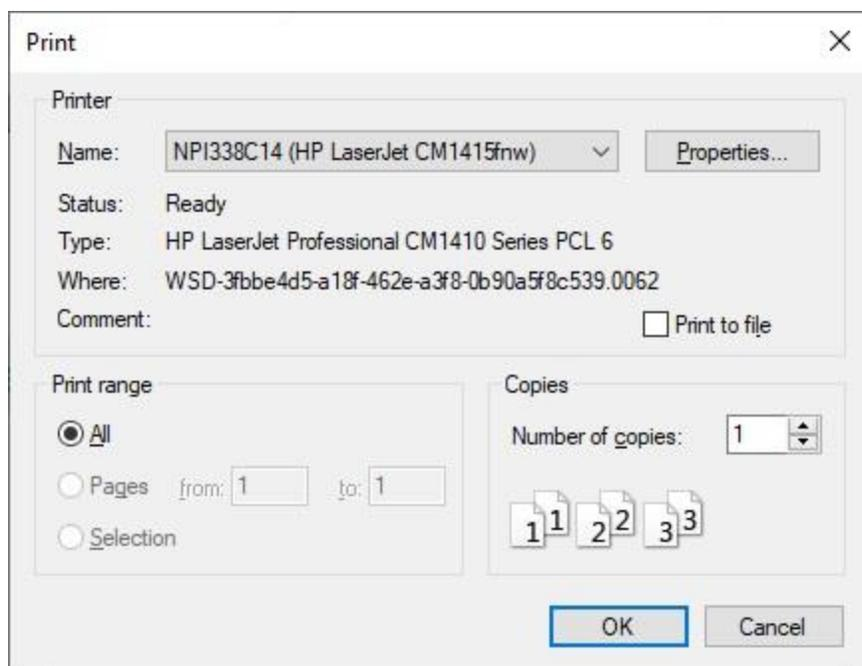 Print
Printer
Name: NPI338C14 (HP LaserJet CM1415fnw) Properties...
Status: Ready
Type: HP LaserJet Professional CM1410 Series PCL 6
Where: WSD-3fbbe4d5-a18f-462e-a3f8-0b90a5f8c539.0062
Comment:
Print to file
Print range
All
Pages from: 1 to: 1
Selection
Copies
Number of copies: 1
1 1 2 2 3 3
OK Cancel